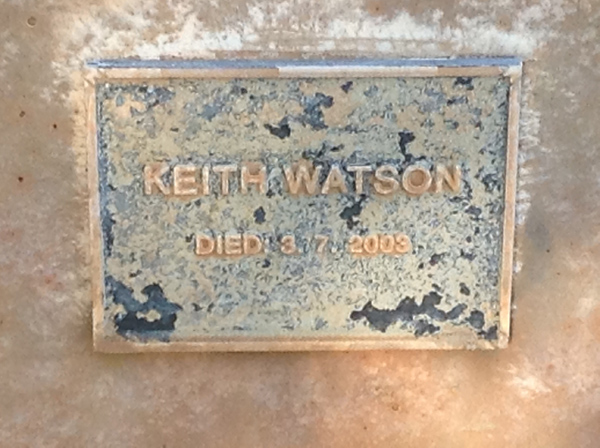 KEITH WATSON
DIED 3. 7. 2003